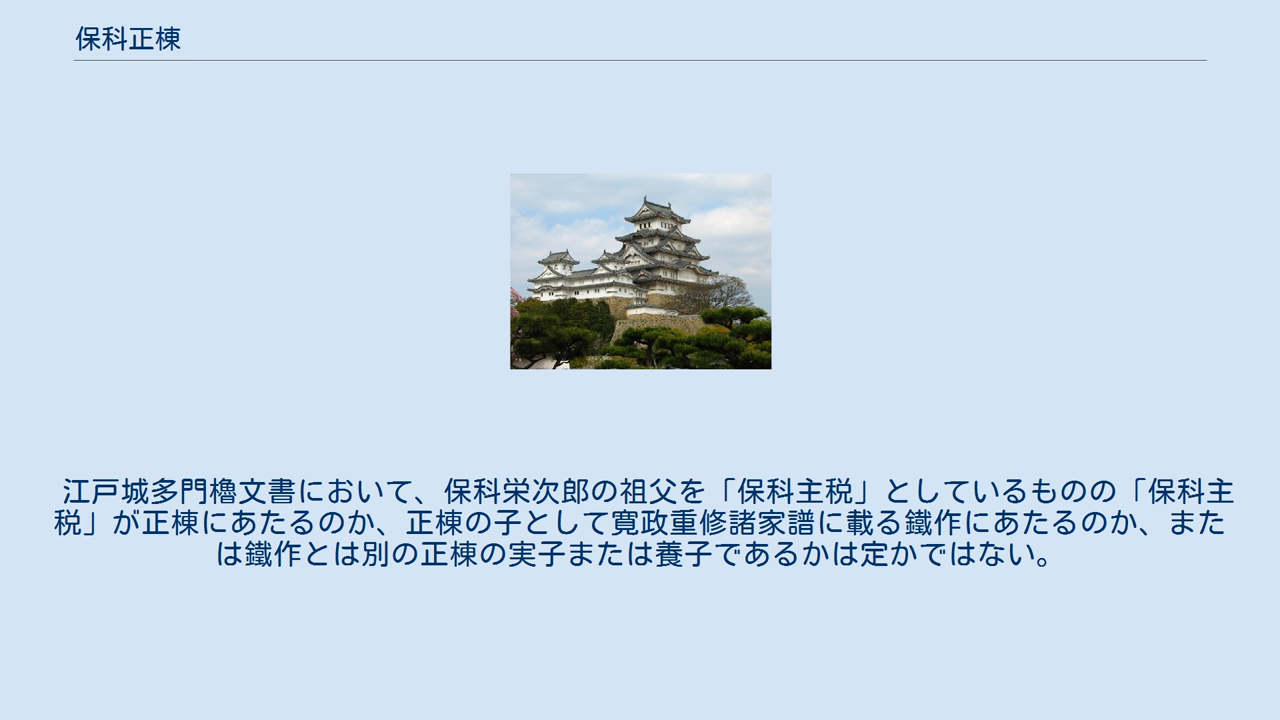 保科正棟
江戸城多門櫓文書において、保科栄次郎の祖父を「保科主税」としているものの「保科主
税」が正棟にあたるのか、正棟の子として寛政重修諸家譜に載る鐵作にあたるのか、また
は鐵作とは別の正棟の実子または養子であるかは定かではない。